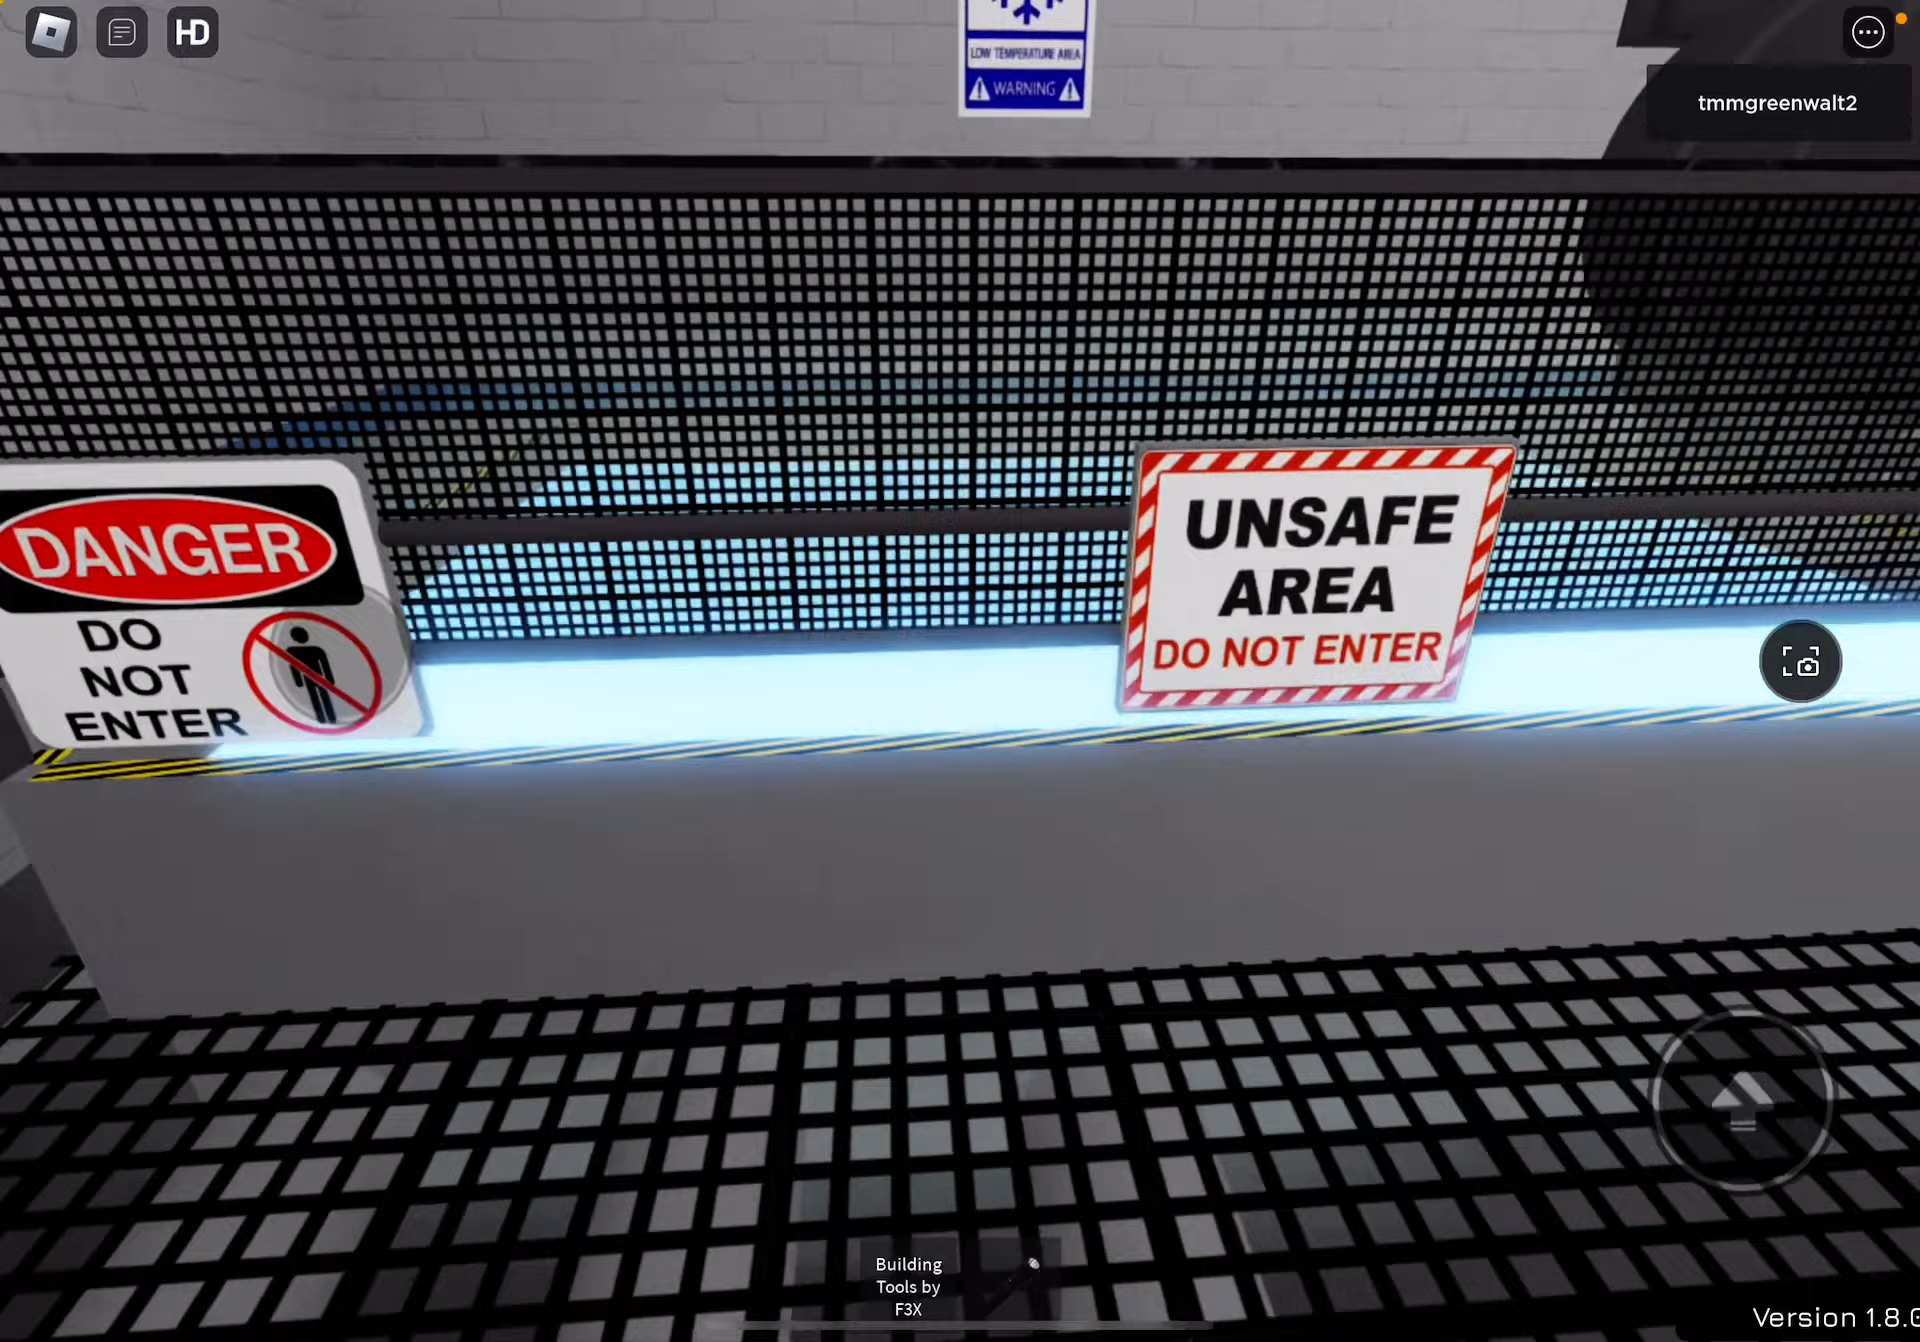 HD
LOW TEMPERATURE AREA
WARNING
tmmgreenwalt2
DANGER
DO
NOT
ENTER
UNSAFE
AREA
DO NOT ENTER
Building
Tools by
F3X
Version 1.8.0